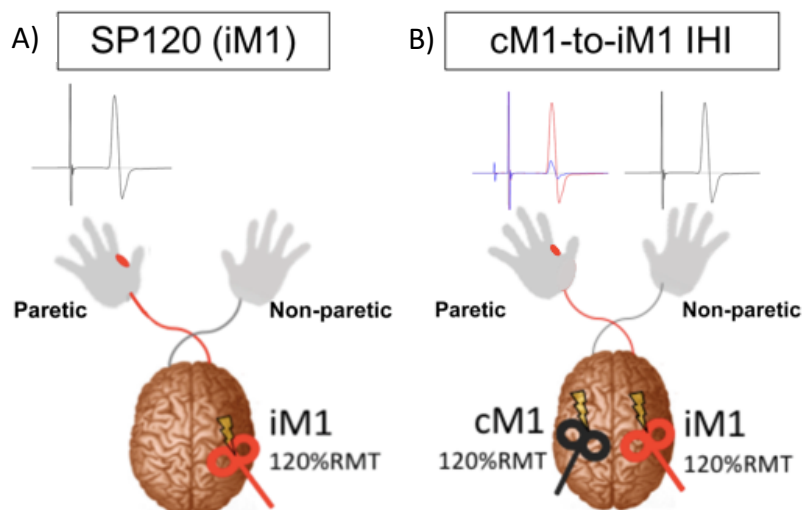 A)
SP120 (iM1)
Paretic
Non-paretic
iM1
120%RMT
B)
cM1-to-iM1 IHI
Paretic
Non-paretic
cM1
120%RMT
iM1
120%RMT